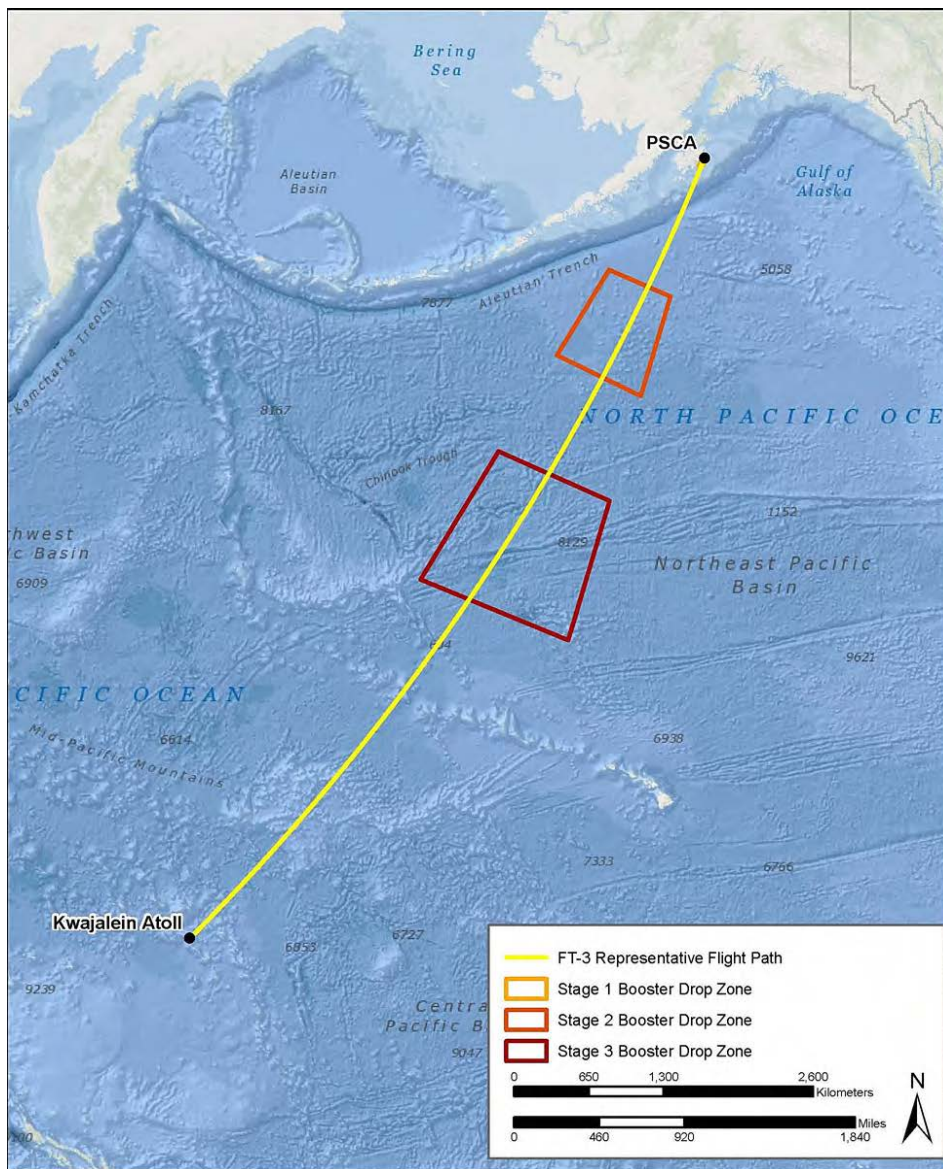 Bering
Sea
PSCA
Aleutian
Basin
Gulf of
Alaska
5058
Aleutian Trench
7877
Kamchatka Trench
8167
NORTH PACIFIC OCE
Chinook Trough
1152
hwest
ic Basin
8129
Northeast Pacific
Basin
6909
9621
CIFIC OCEAN
6614
6938
Mid-Pacific Mountains
7333
6766
Kwajalein Atoll
6727
6853
9239
Centra
Pacific B
9047
FT-3 Representative Flight Path
Stage 1 Booster Drop Zone
Stage 2 Booster Drop Zone
Stage 3 Booster Drop Zone
0 650 1,300 2,600
Kilometers
N
Miles
0 460 920 1,840